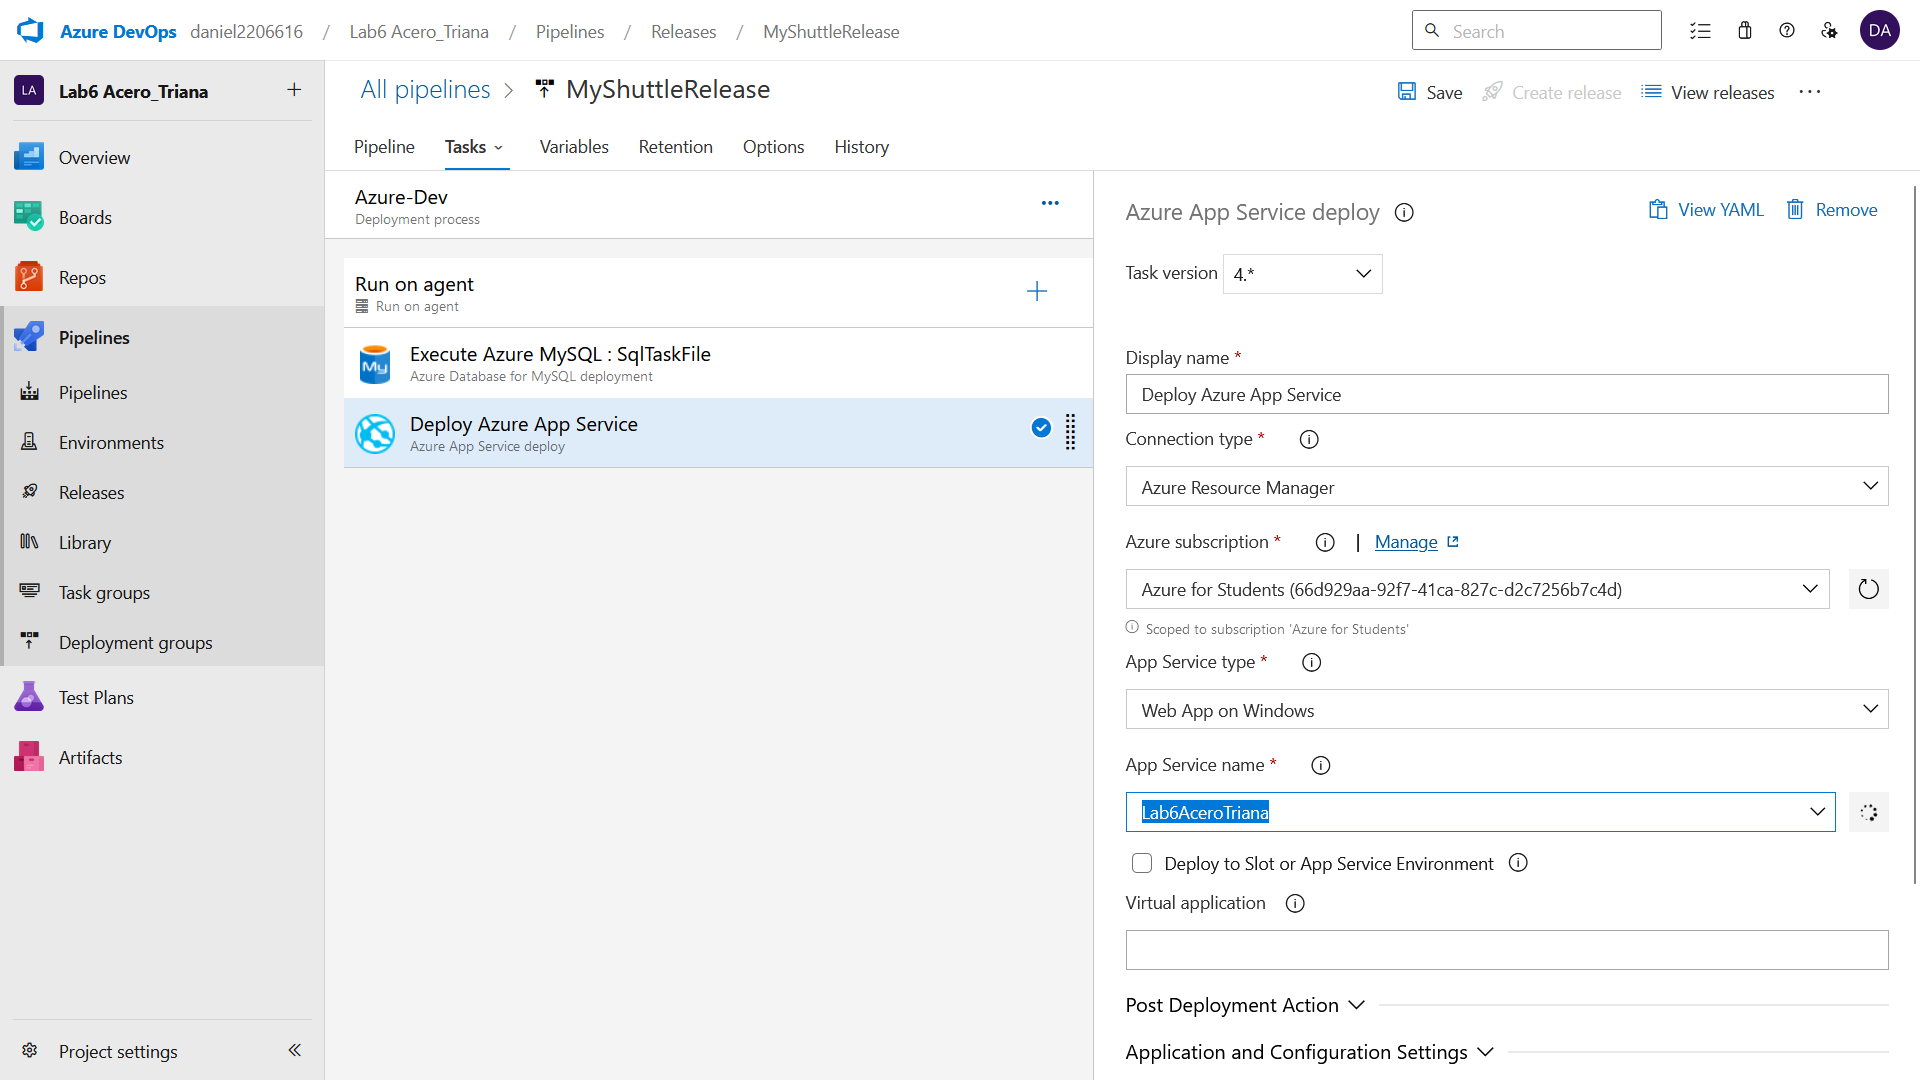 Azure DevOps daniel2206616 / Lab6 Acero_Triana / Pipelines / Releases / MyShuttleRelease
Search
DA
LA Lab6 Acero_Triana
Overview
Boards
Repos
Pipelines
Pipelines
Environments
Releases
Library
Task groups
Deployment groups
Test Plans
Artifacts
Project settings
All pipelines > MyShuttleRelease
Save Create release View releases
Pipeline Tasks Variables Retention Options History
Azure-Dev
Deployment process
Run on agent
Run on agent
My
Execute Azure MySQL : SqlTaskFile
Azure Database for MySQL deployment
Deploy Azure App Service
Azure App Service deploy
Azure App Service deploy
View YAML Remove
Task version 4.*
Display name *
Deploy Azure App Service
Connection type *
Azure Resource Manager
Azure subscription * | Manage
Azure for Students (66d929aa-92f7-41ca-827c-d2c7256b7c4d)
Scoped to subscription 'Azure for Students'
App Service type *
Web App on Windows
App Service name *
Lab6AceroTriana
Deploy to Slot or App Service Environment
Virtual application
Post Deployment Action
Application and Configuration Settings